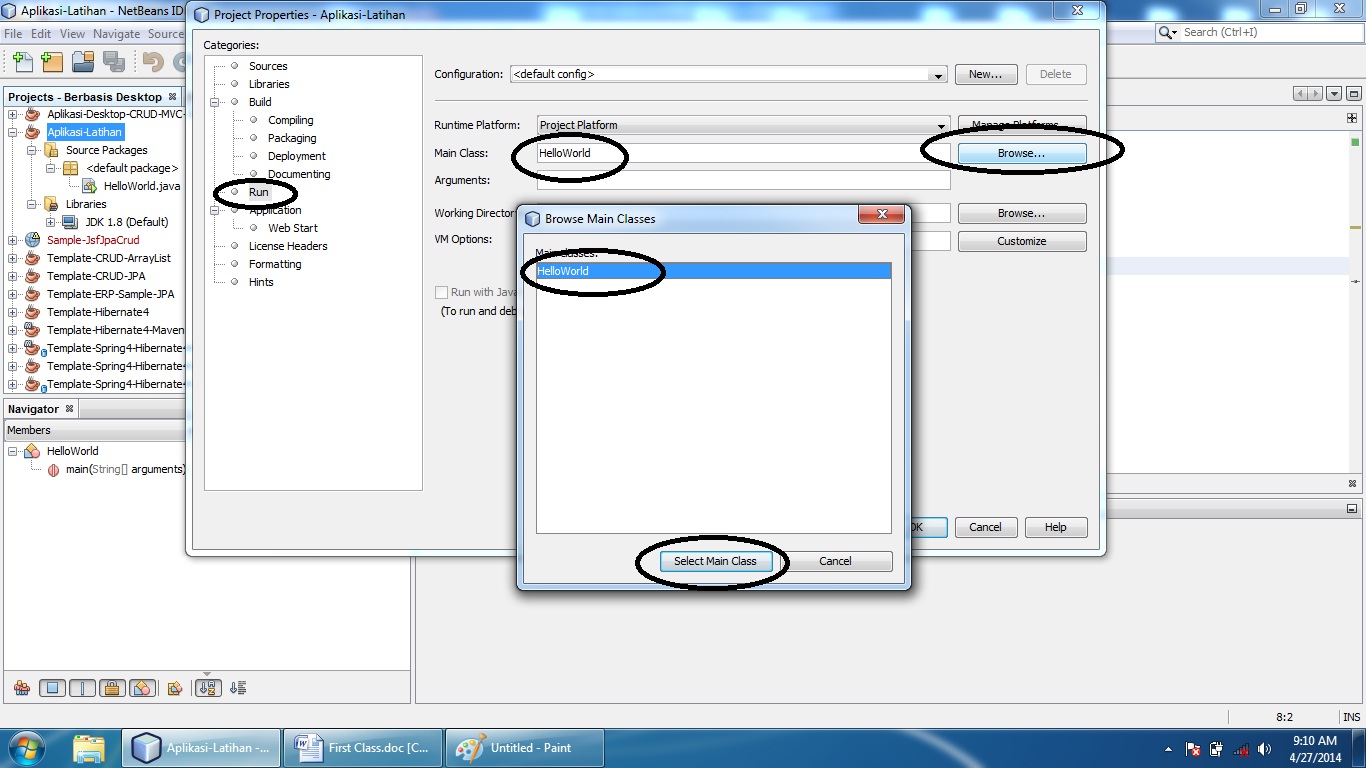 Aplikasi-Latihan - NetBeans ID
File Edit View Navigate Source
Search (Ctrl+I)
Projects - Berbasis Desktop
Aplikasi-Desktop-CRUD-MVC-
Aplikasi-Latihan
Source Packages
<default package>
HelloWorld.java
Libraries
JDK 1.8 (Default)
Sample-JsfJpaCrud
Template-CRUD-ArrayList
Template-CRUD-JPA
Template-ERP-Sample-JPA
Template-Hibernate4
Template-Hibernate4-Maven
Template-Spring4-Hibernate4
Template-Spring4-Hibernate4
Template-Spring4-Hibernate4
Navigator
Members
HelloWorld
main(String[] arguments)
Project Properties - Aplikasi-Latihan
Categories:
Sources
Libraries
Build
Compiling
Packaging
Deployment
Documenting
Run
Application
Web Start
License Headers
Formatting
Hints
Configuration: <default config> New... Delete
Runtime Platform: Project Platform Manage Platforms...
Main Class: HelloWorld Browse...
Arguments:
Working Director Browse...
VM Options: Customize
Run with Java
(To run and deb
OK Cancel Help
Browse Main Classes
Main Classes:
HelloWorld
Select Main Class Cancel
8:2 INS
Aplikasi-Latihan -...
First Class.doc [C...
Untitled - Paint
9:10 AM
4/27/2014